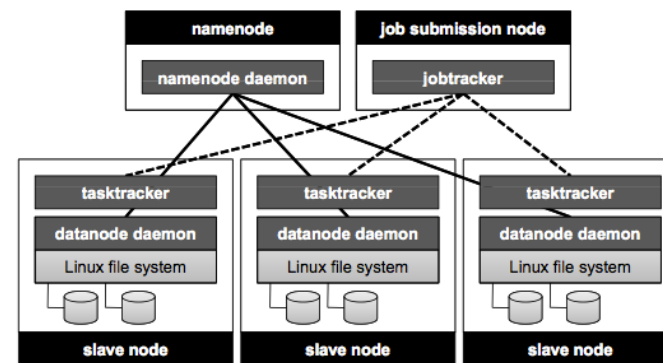 namenode
job submission node
namenode daemon
jobtracker
tasktracker
tasktracker
tasktracker
datanode daemon
datanode daemon
datanode daemon
Linux file system
Linux file system
Linux file system
slave node
slave node
slave node